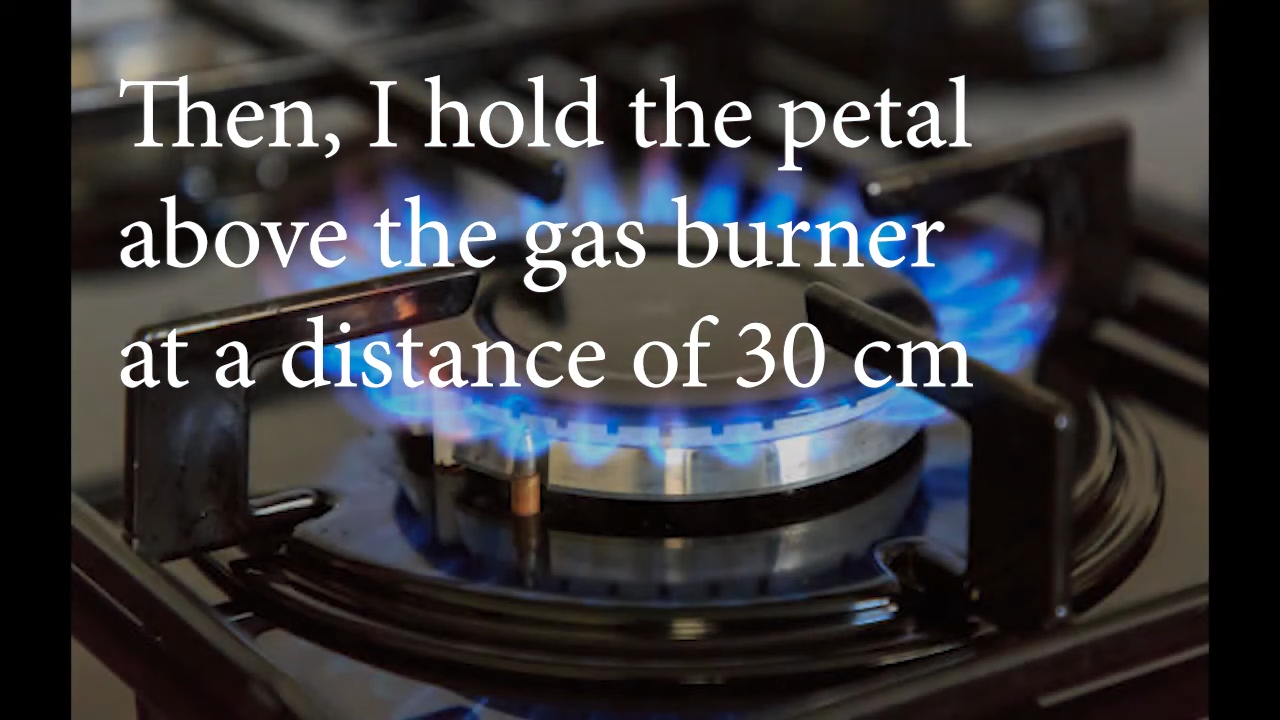 Then, I hold the petal
above the gas burner
at a distance of 30 cm